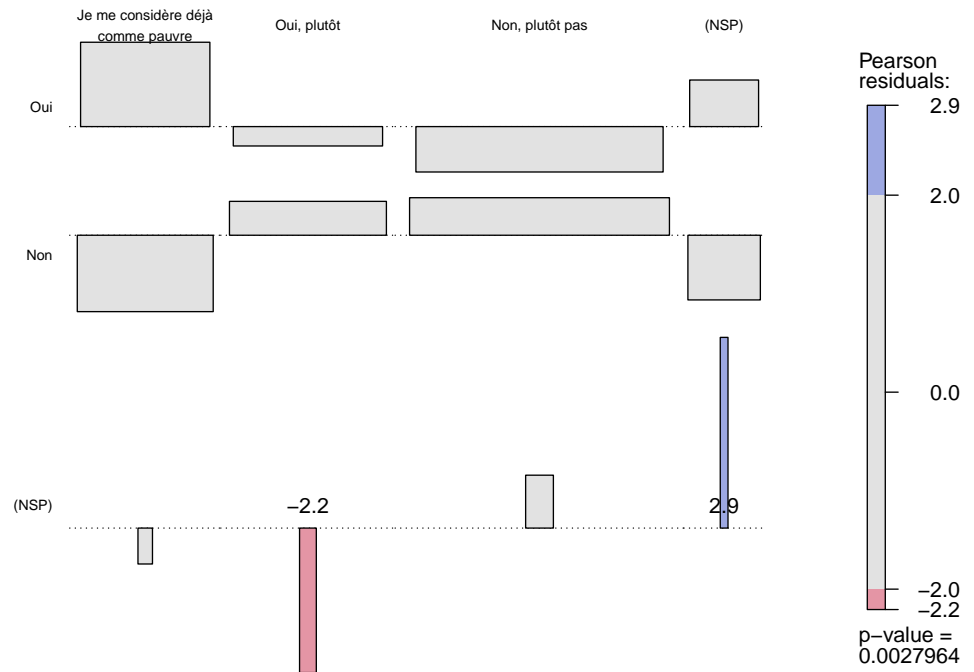 Je me considère déjà
comme pauvre
Oui, plutôt
Non, plutôt pas
(NSP)
Oui
Non
(NSP)
−2.2
2.9
Pearson
residuals:
2.9
2.0
0.0
−2.0
−2.2
p−value =
0.0027964